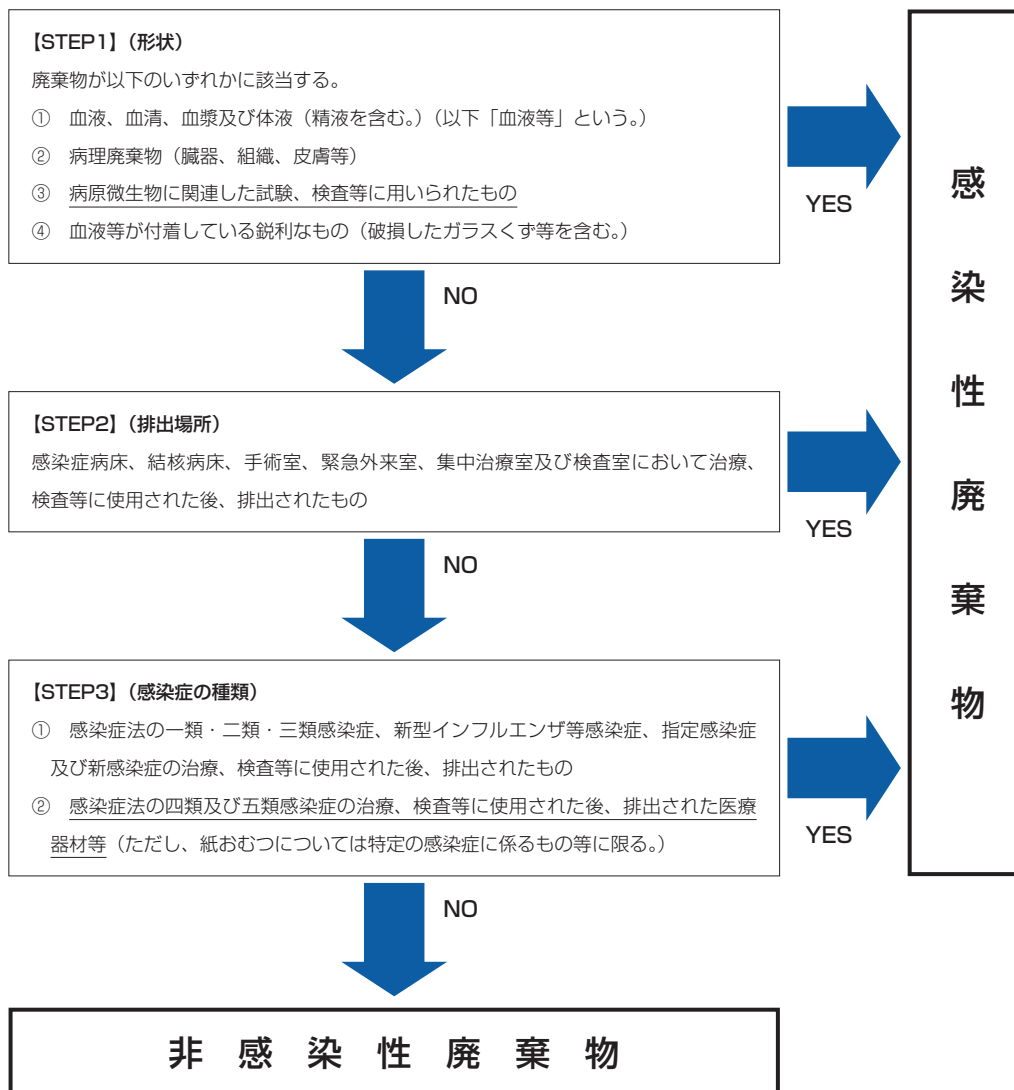 【STEP1】(形状)
廃棄物が以下のいずれかに該当する。
① 血液、血清、血漿及び体液(精液を含む。)(以下「血液等」という。)
② 病理廃棄物(臓器、組織、皮膚等)
③ 病原微生物に関連した試験、検査等に用いられたもの
④ 血液等が付着している鋭利なもの(破損したガラスくず等を含む。)
YES
NO
【STEP2】(排出場所)
感染症病床、結核病床、手術室、緊急外来室、集中治療室及び検査室において治療、
検査等に使用された後、排出されたもの
YES
NO
【STEP3】(感染症の種類)
① 感染症法の一類・二類・三類感染症、新型インフルエンザ等感染症、指定感染症
及び新感染症の治療、検査等に使用された後、排出されたもの
② 感染症法の四類及び五類感染症の治療、検査等に使用された後、排出された医療
器材等(ただし、紙おむつについては特定の感染症に係るもの等に限る。)
YES
NO
感染性廃棄物
非感染性廃棄物